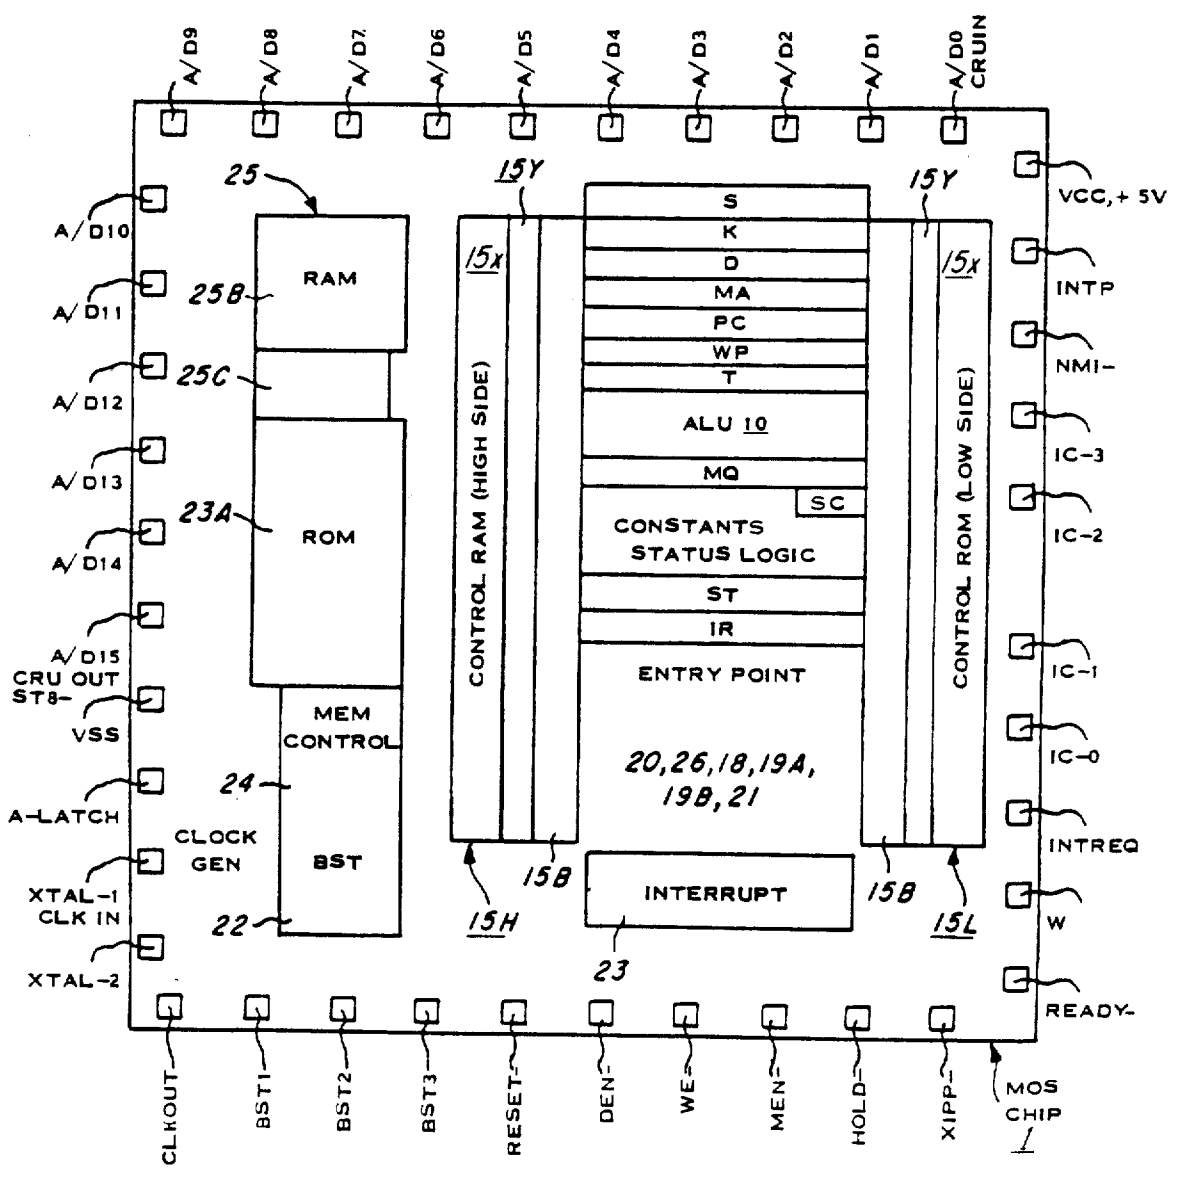 A/D9
A/D8
A/D7
A/D6
A/D5
A/D4
A/D3
A/D2
A/D1
A/D0
CRUIN
A/D10
A/D11
A/D12
A/D13
A/D14
A/D15
CRU OUT
ST8-
VSS
A-LATCH
XTAL-1
CLK IN
XTAL-2
25
RAM
25B
25C
23A
ROM
MEM
CONTROL
24
CLOCK
GEN
BST
22
15Y
15X
CONTROL RAM (HIGH SIDE)
15B
15H
S
K
D
MA
PC
WP
T
ALU 10
MQ
SC
CONSTANTS
STATUS LOGIC
ST
IR
ENTRY POINT
20, 26, 18, 19A,
19B, 21
INTERRUPT
23
15Y
15X
CONTROL ROM (LOW SIDE)
15B
15L
VCC, + 5V
INTP
NMI-
IC-3
IC-2
IC-1
IC-0
INTREQ
W
READY-
CLKOUT-
BST1-
BST2-
BST3-
RESET-
DEN-
WE-
MEN-
HOLD-
XIPP-
MOS
CHIP
1